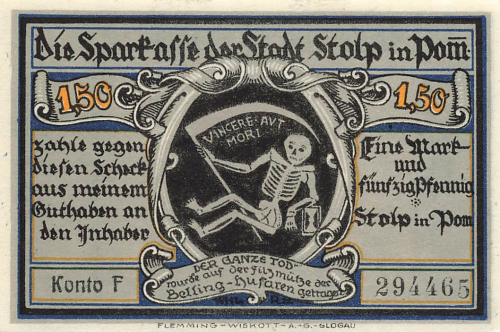 Die Sparkasse der Stadt Stolp in Pom̅.
1,50
1,50
VINCERE·AVT
MORI
zahle gegen
diesen Scheck
aus meinem
Guthaben an
den Inhaber
Eine Mark
und
fünfzig Pfennig
Stolp in Pom
DER GANZE TOD
wurde auf der Filzmütze der
Belling-Husaren getragen
Konto F
294465
FLEMMING-WISKOTT-A.G.-GLOGAU